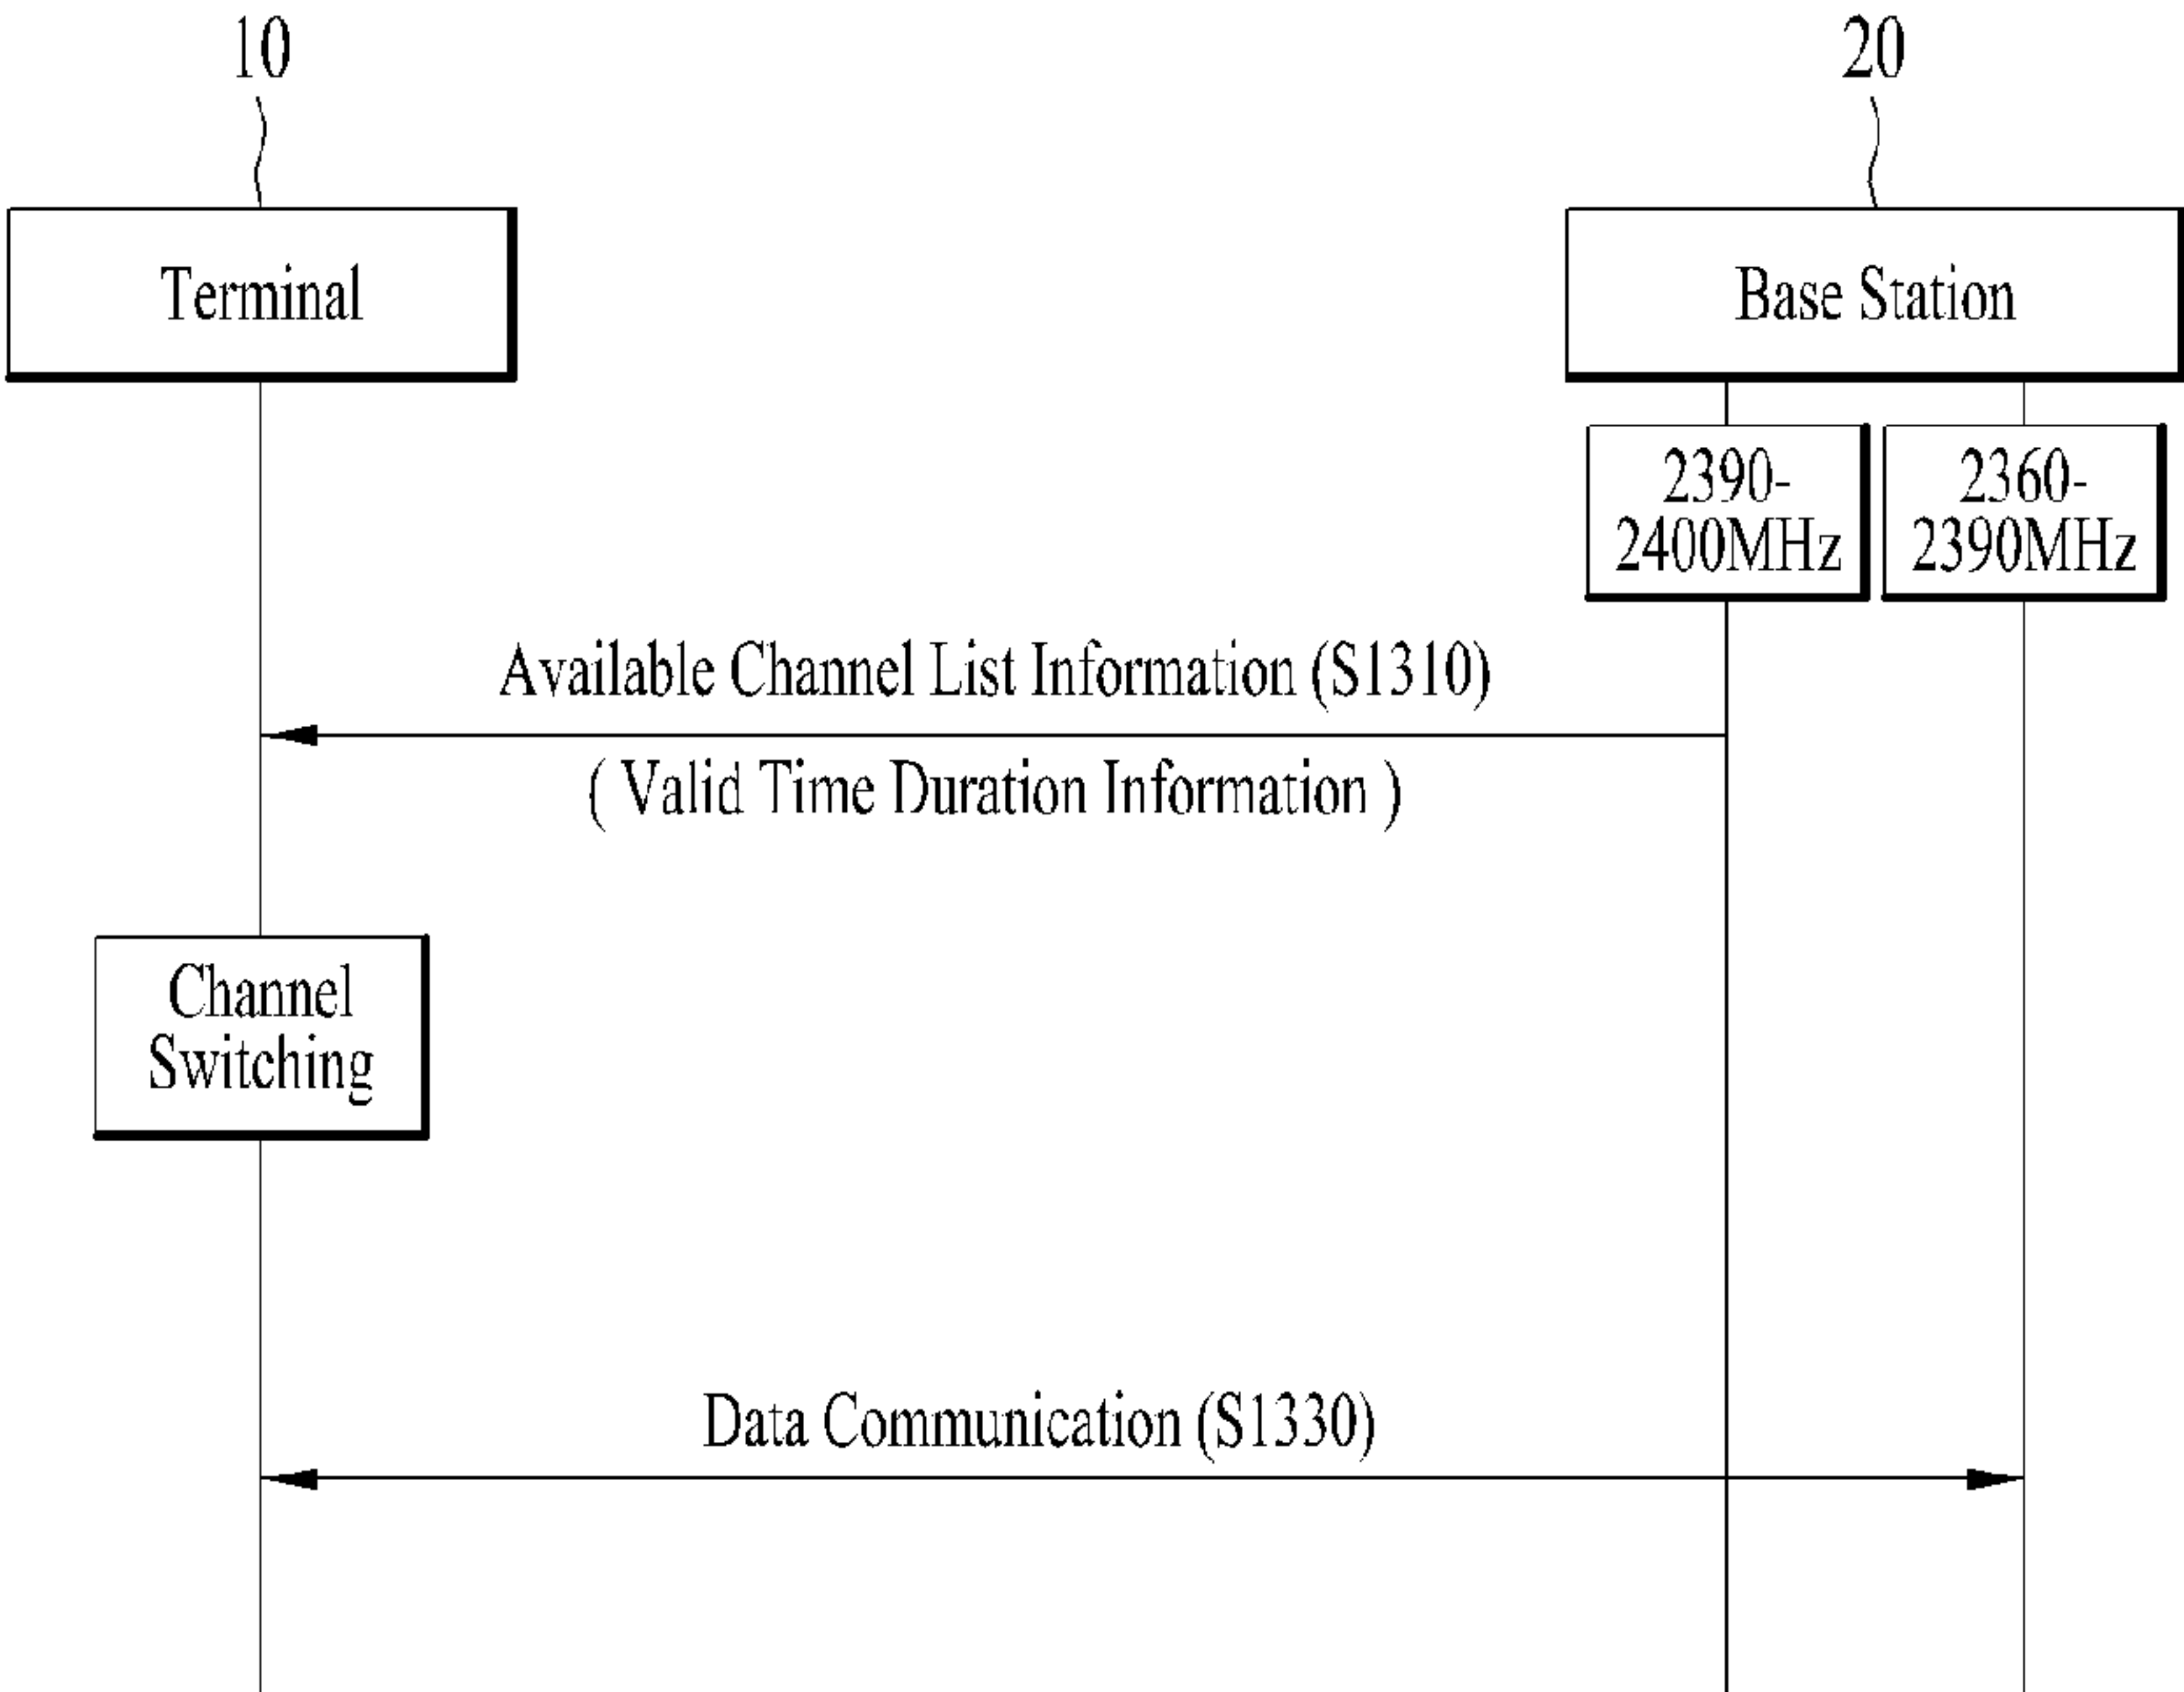 10
20
Terminal
Base Station
2390-
2400MHz
2360-
2390MHz
Available Channel List Information (S1310)
( Valid Time Duration Information )
Channel
Switching
Data Communication (S1330)